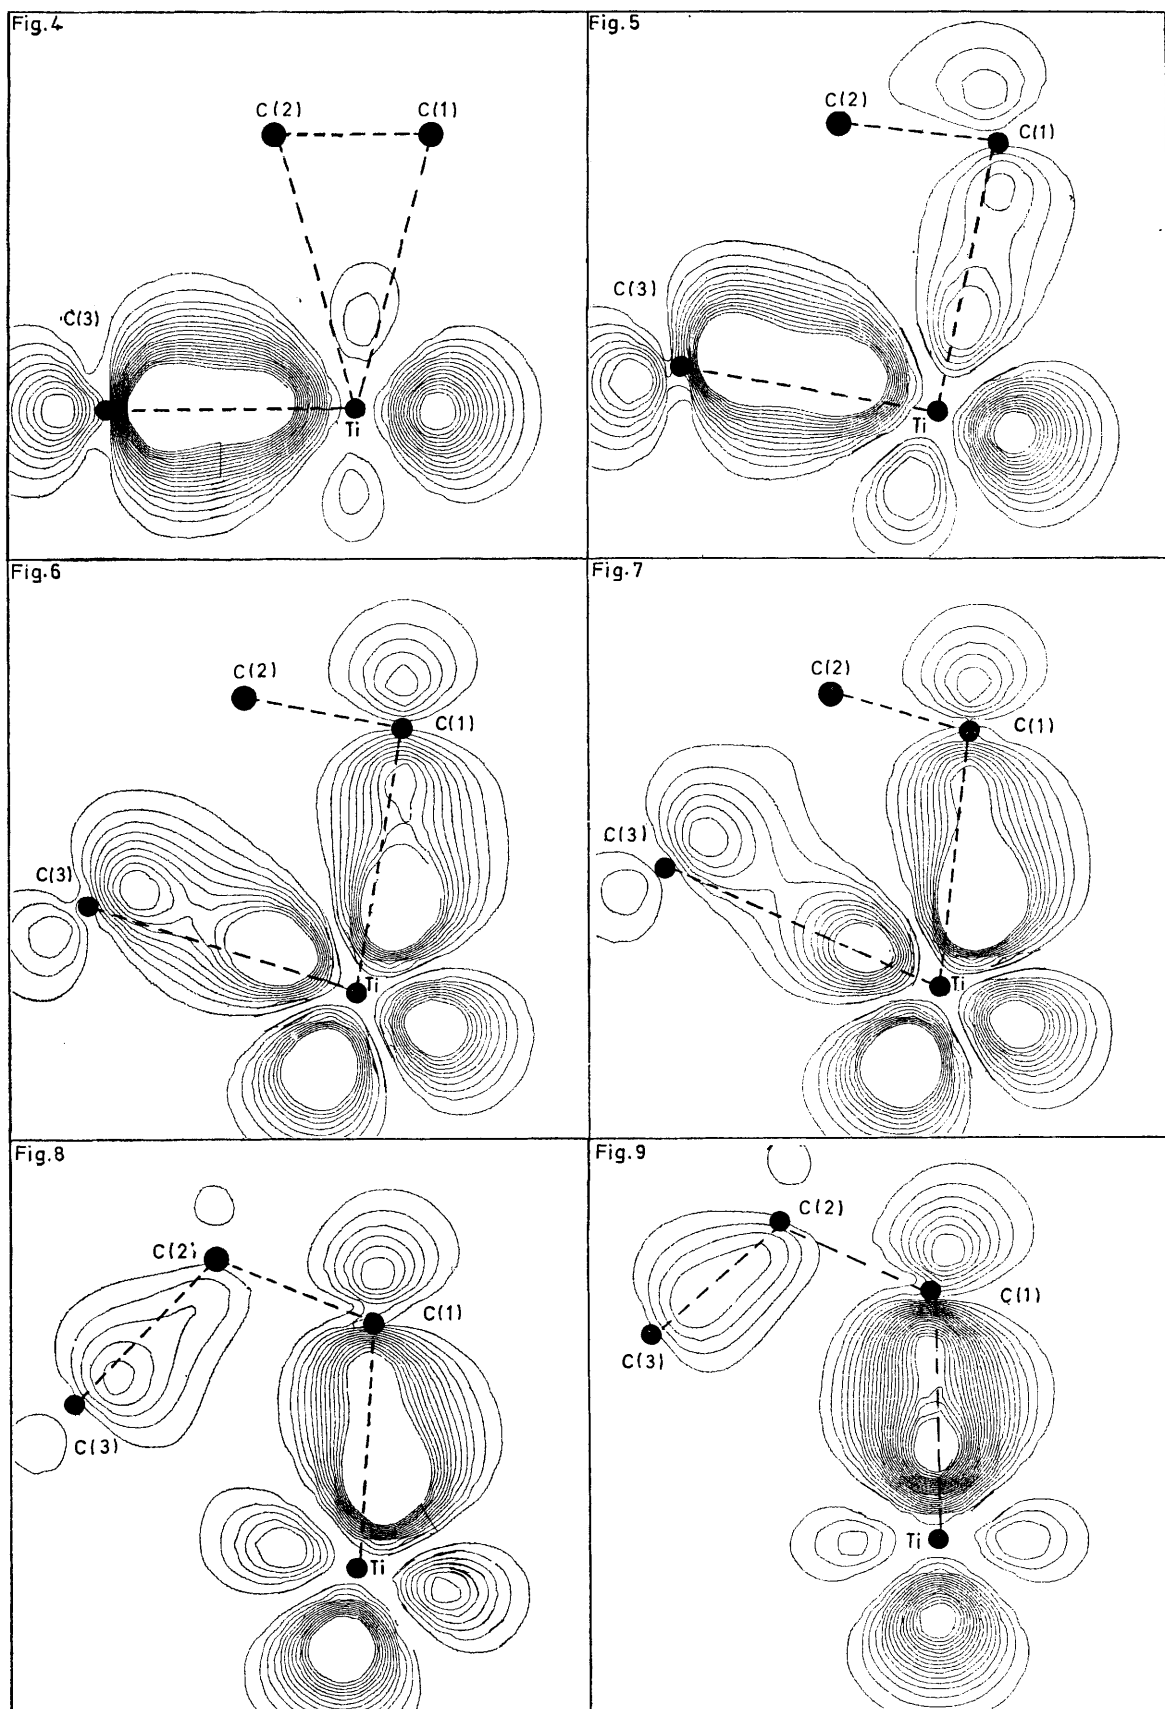 Fig.4
C(2)
C(1)
C(3)
Ti
Fig.5
C(2)
C(1)
C(3)
Ti
Fig.6
C(2)
C(1)
C(3)
Ti
Fig.7
C(2)
C(1)
C(3)
Ti
Fig.8
C(2)
C(1)
C(3)
Ti
Fig.9
C(2)
C(1)
C(3)
Ti